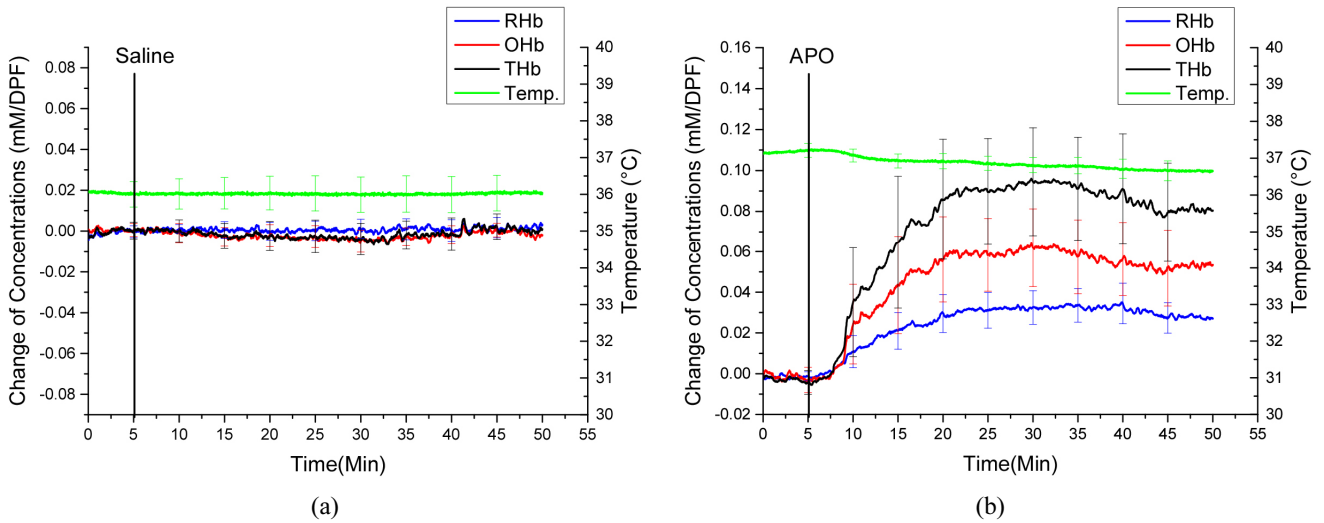 RHb
OHb
THb
Temp.
Saline
0.08
0.06
0.04
0.02
0.00
-0.02
-0.04
-0.06
-0.08
Change of Concentrations (mM/DPF)
40
39
38
37
36
35
34
33
32
31
30
Temperature (°C)
0 5 10 15 20 25 30 35 40 45 50 55
Time(Min)
(a)
RHb
OHb
THb
Temp.
APO
0.16
0.14
0.12
0.10
0.08
0.06
0.04
0.02
0.00
-0.02
Change of Concentrations (mM/DPF)
40
39
38
37
36
35
34
33
32
31
30
Temperature (°C)
0 5 10 15 20 25 30 35 40 45 50 55
Time(Min)
(b)